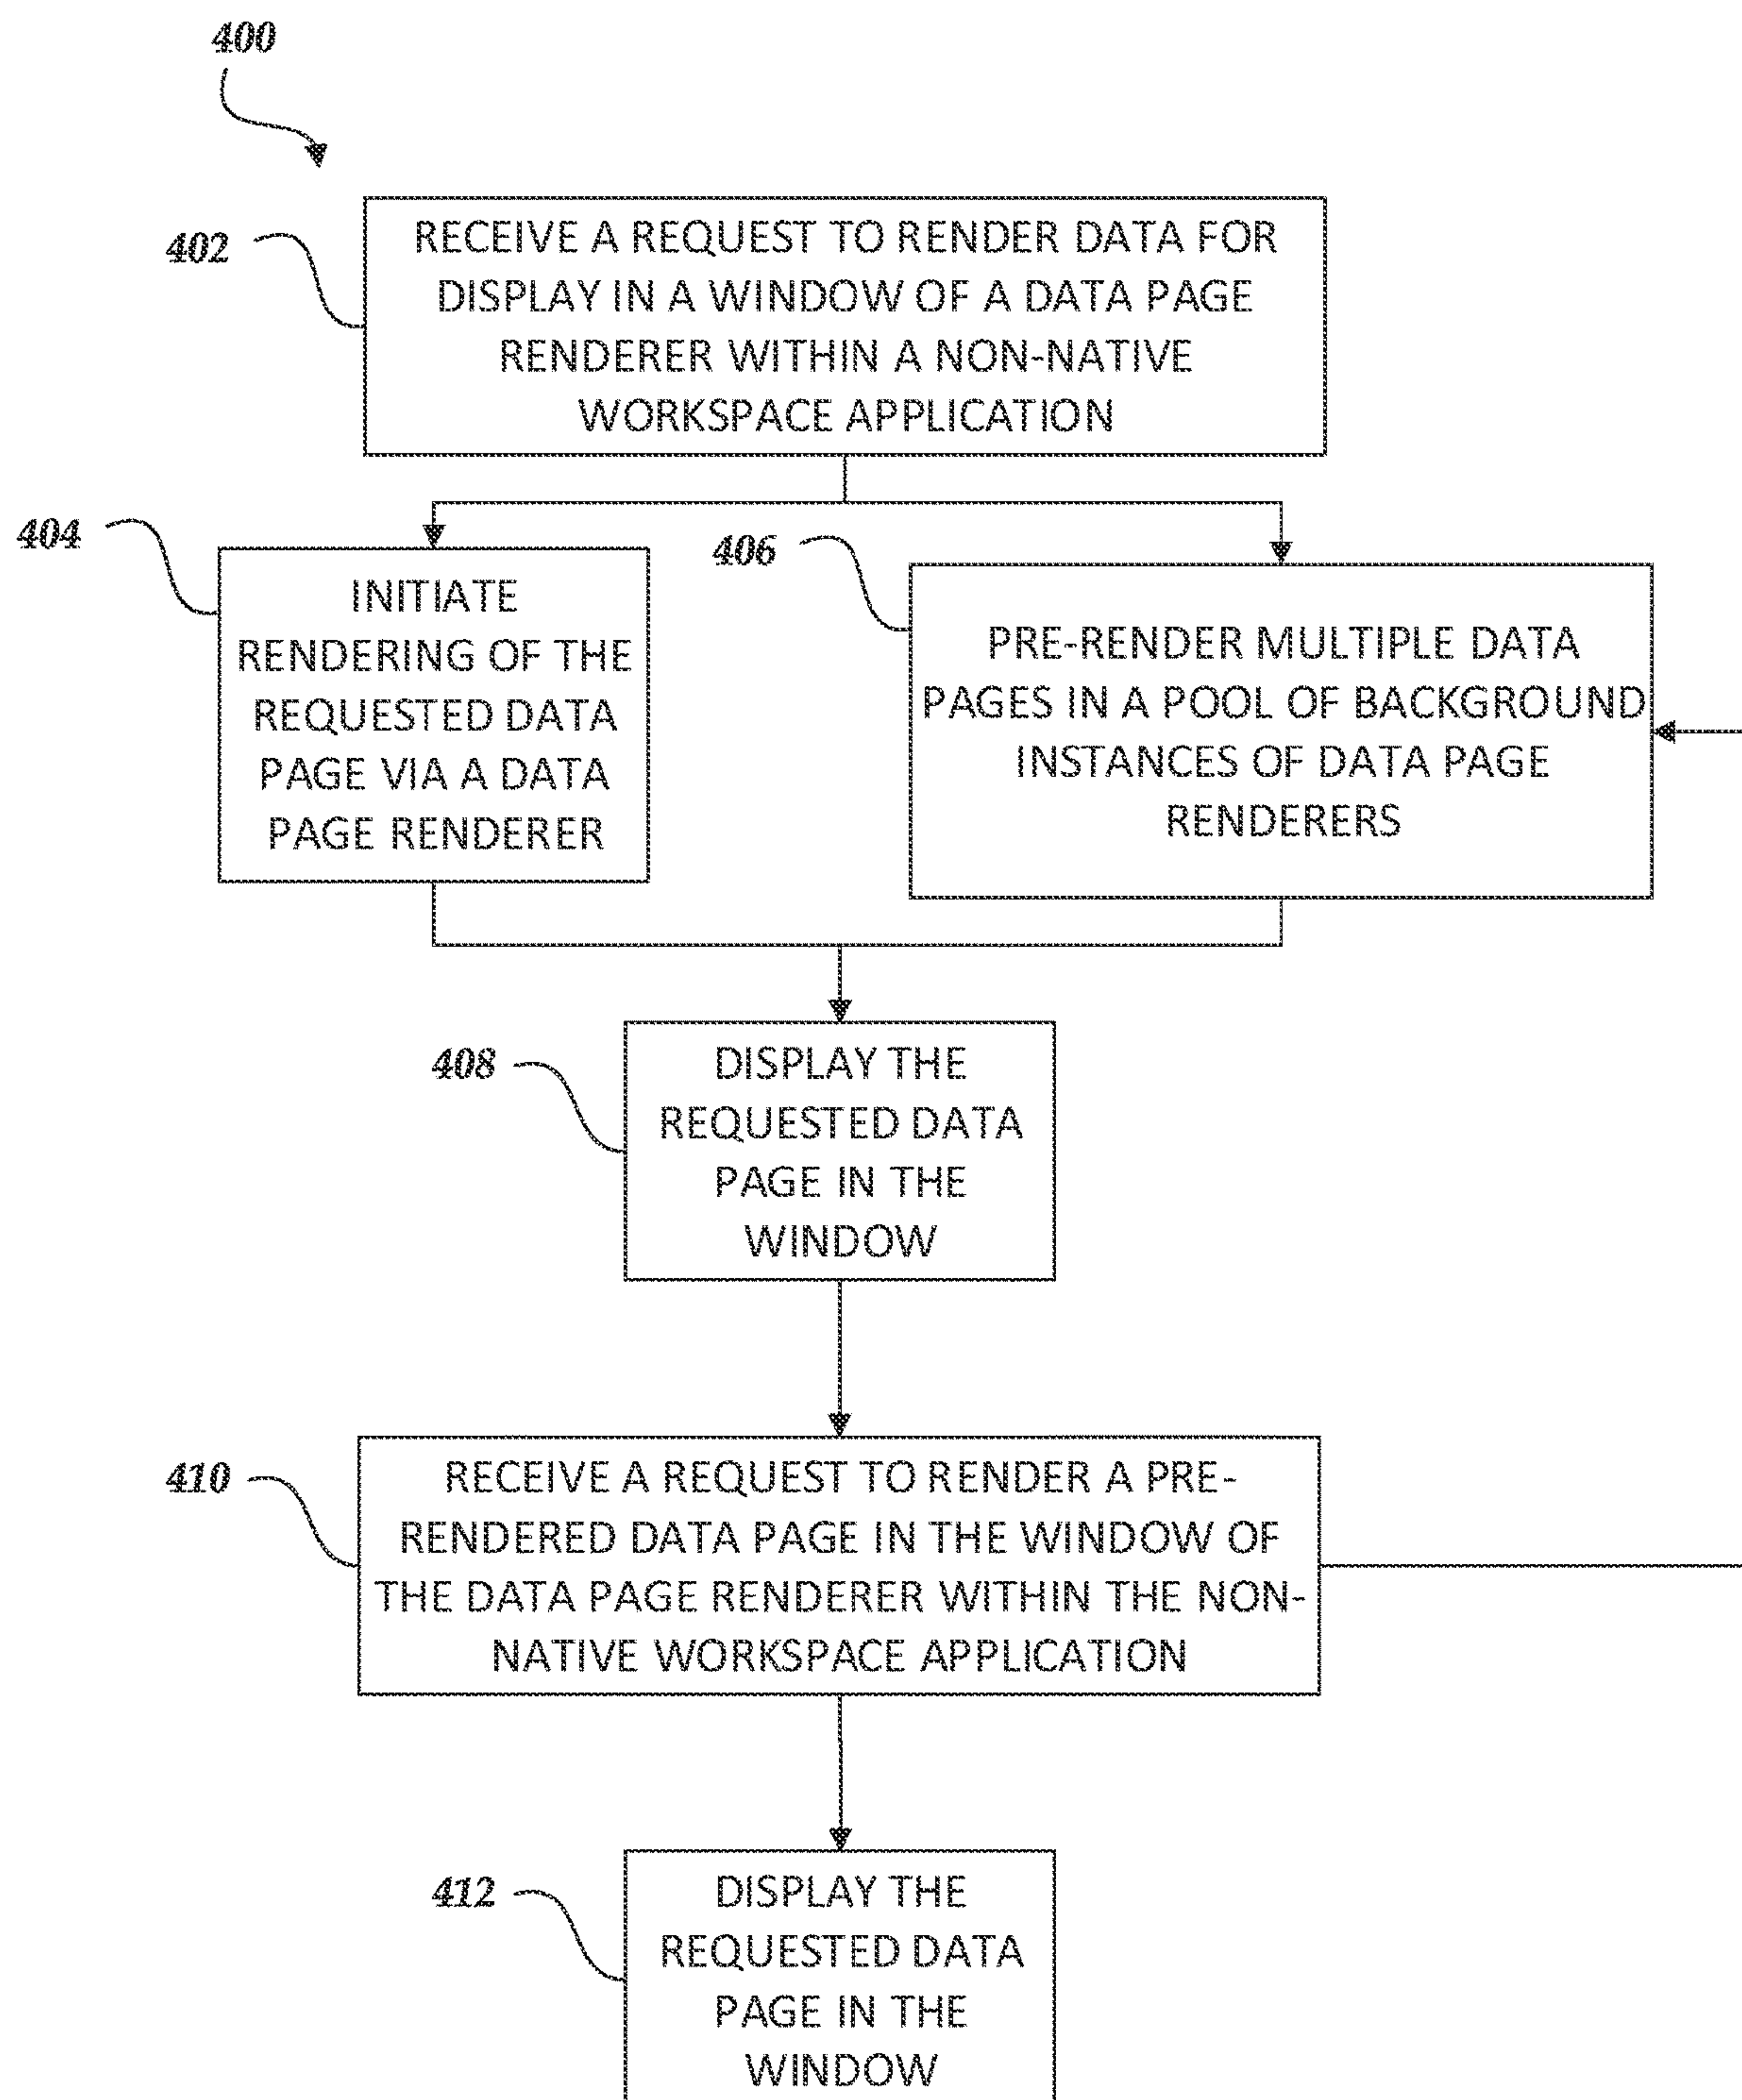 400
402
RECEIVE A REQUEST TO RENDER DATA FOR
DISPLAY IN A WINDOW OF A DATA PAGE
RENDERER WITHIN A NON-NATIVE
WORKSPACE APPLICATION
404
INITIATE
RENDERING OF THE
REQUESTED DATA
PAGE VIA A DATA
PAGE RENDERER
406
PRE-RENDER MULTIPLE DATA
PAGES IN A POOL OF BACKGROUND
INSTANCES OF DATA PAGE
RENDERERS
408
DISPLAY THE
REQUESTED DATA
PAGE IN THE
WINDOW
410
RECEIVE A REQUEST TO RENDER A PRE-
RENDERED DATA PAGE IN THE WINDOW OF
THE DATA PAGE RENDERER WITHIN THE NON-
NATIVE WORKSPACE APPLICATION
412
DISPLAY THE
REQUESTED DATA
PAGE IN THE
WINDOW